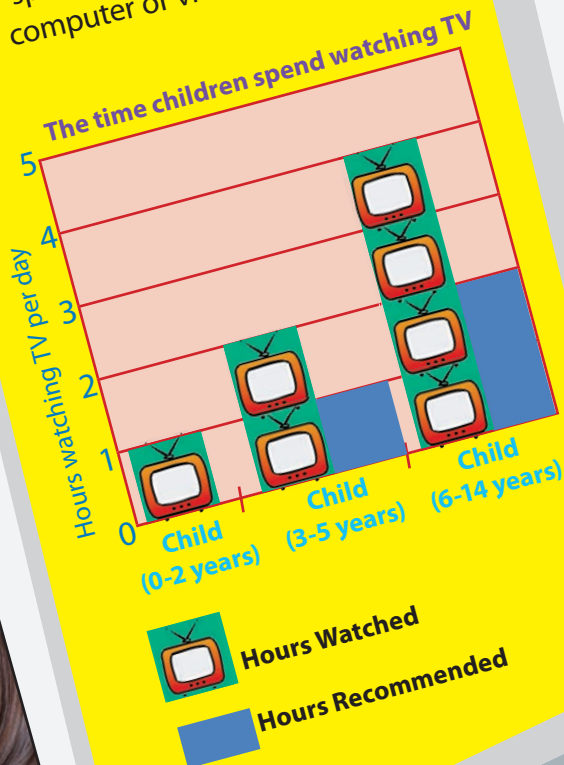 computer or
The time children spend watching TV
Hours watching TV per day
5
4
3
2
1
0
Child
(0-2 years)
Child
(3-5 years)
Child
(6-14 years)
Hours Watched
Hours Recommended